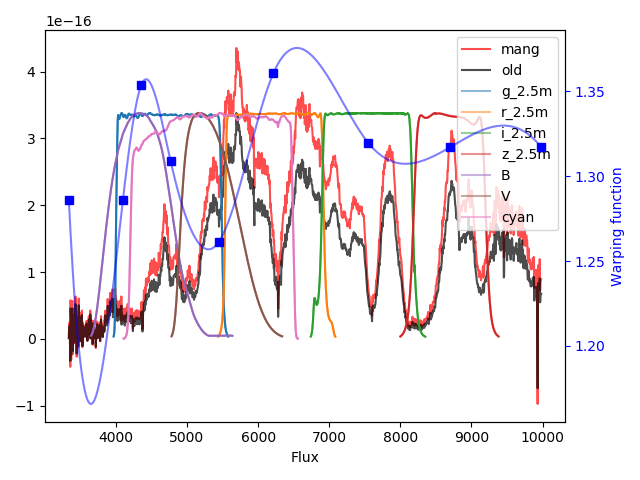 1e−16
mang
old
g_2.5m
r_2.5m
i_2.5m
z_2.5m
B
V
cyan
4
3
2
1
0
−1
1.35
1.30
1.25
1.20
Warping function
4000 5000 6000 7000 8000 9000 10000
Flux